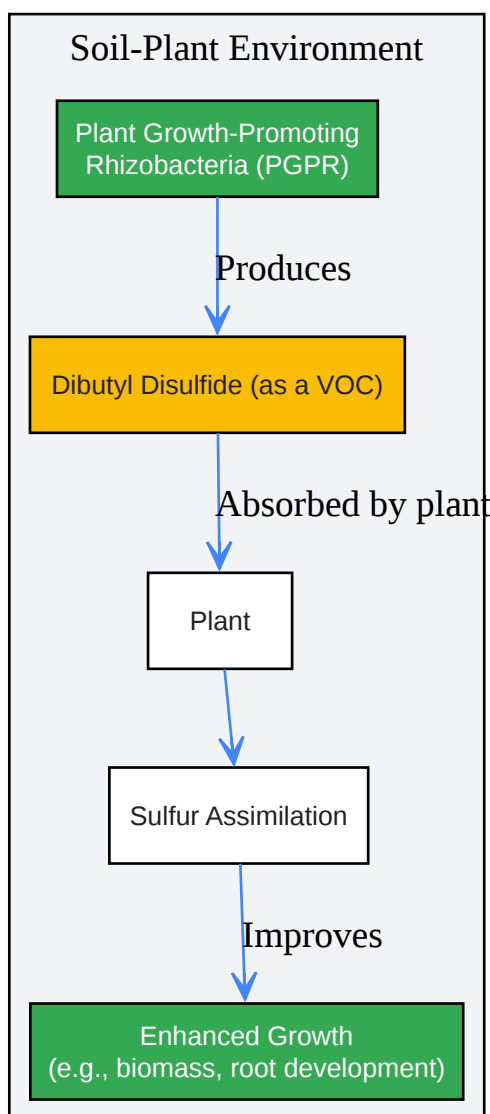 Soil-Plant Environment
Plant Growth-Promoting
Rhizobacteria (PGPR)
Produces
Dibutyl Disulfide (as a VOC)
Absorbed by plant
Plant
Sulfur Assimilation
Improves
Enhanced Growth
(e.g., biomass, root development)